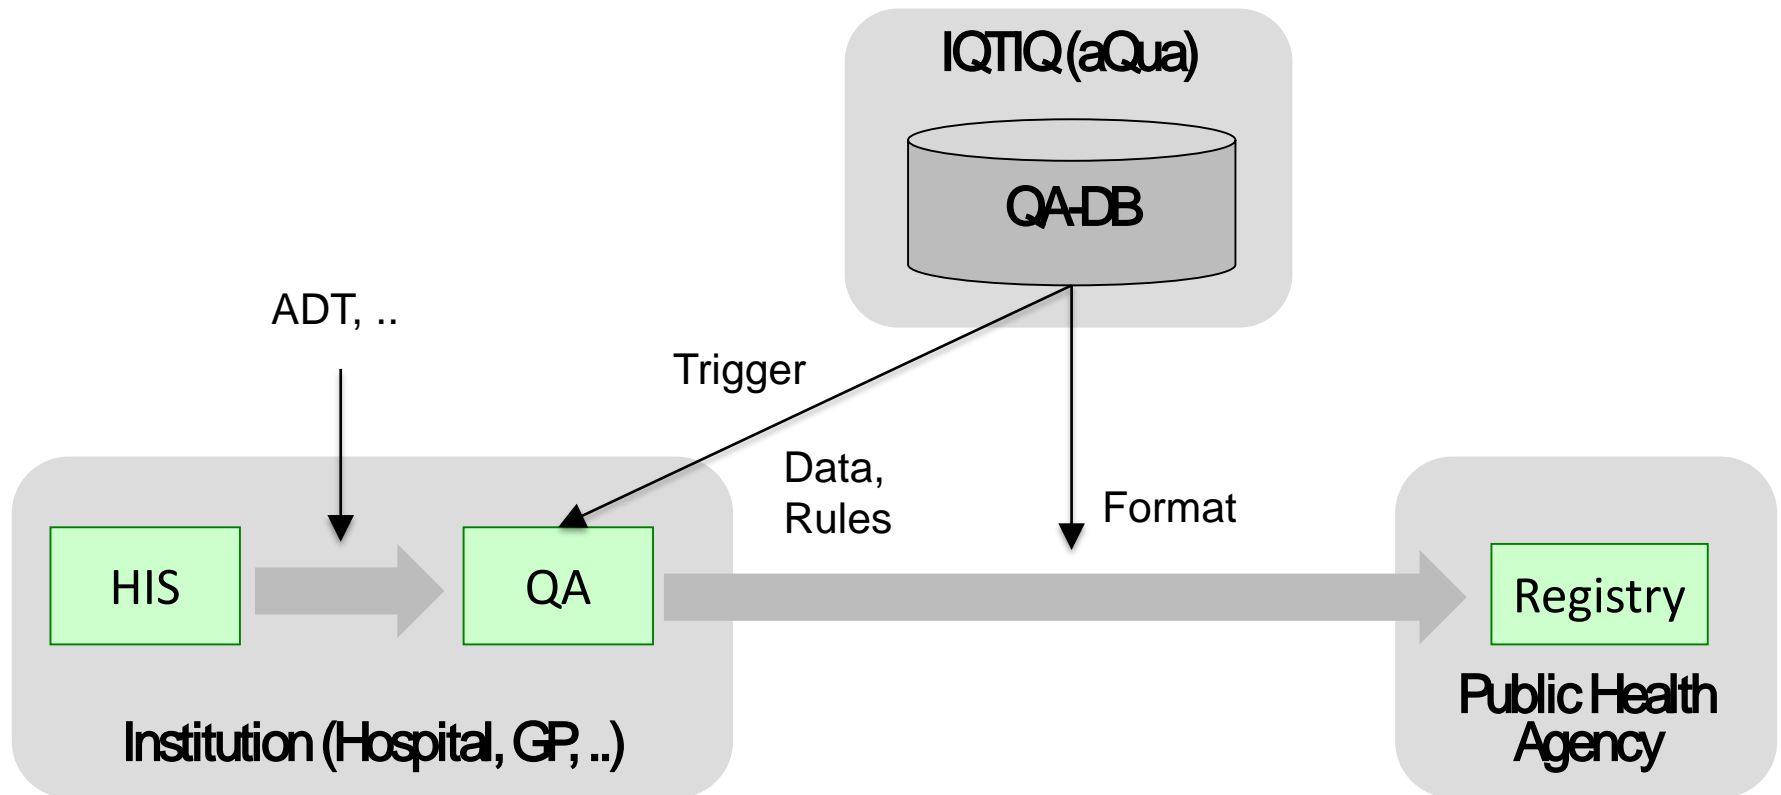 IQTIQ (aQua)
QA-DB
ADT, ..
Trigger
Data,
Rules
Format
HIS
QA
Registry
Institution (Hospital, GP, ..)
Public Health
Agency